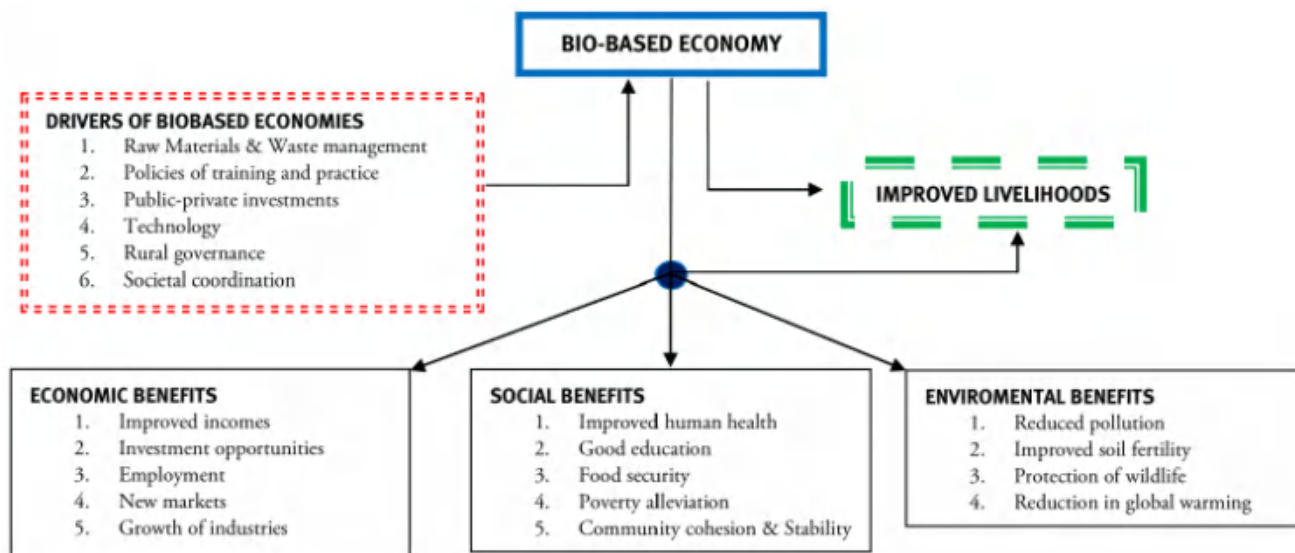 BIO-BASED ECONOMY
DRIVERS OF BIOBASED ECONOMIES
1. Raw Materials & Waste management
2. Policies of training and practice
3. Public-private investments
4. Technology
5. Rural governance
6. Societal coordination
IMPROVED LIVELIHOODS
ECONOMIC BENEFITS
1. Improved incomes
2. Investment opportunities
3. Employment
4. New markets
5. Growth of industries
SOCIAL BENEFITS
1. Improved human health
2. Good education
3. Food security
4. Poverty alleviation
5. Community cohesion & Stability
ENVIROMENTAL BENEFITS
1. Reduced pollution
2. Improved soil fertility
3. Protection of wildlife
4. Reduction in global warming